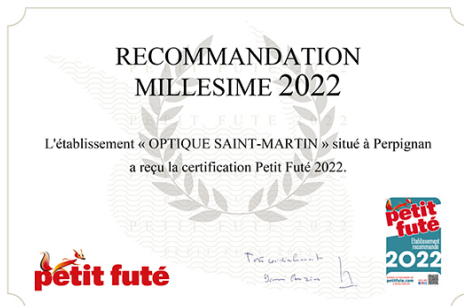 RECOMMANDATION
MILLESIME 2022
L'établissement « OPTIQUE SAINT-MARTIN » situé à Perpignan
a reçu la certification Petit Futé 2022.
petit futé
petit
futé
Etablissement
recommandé
2022